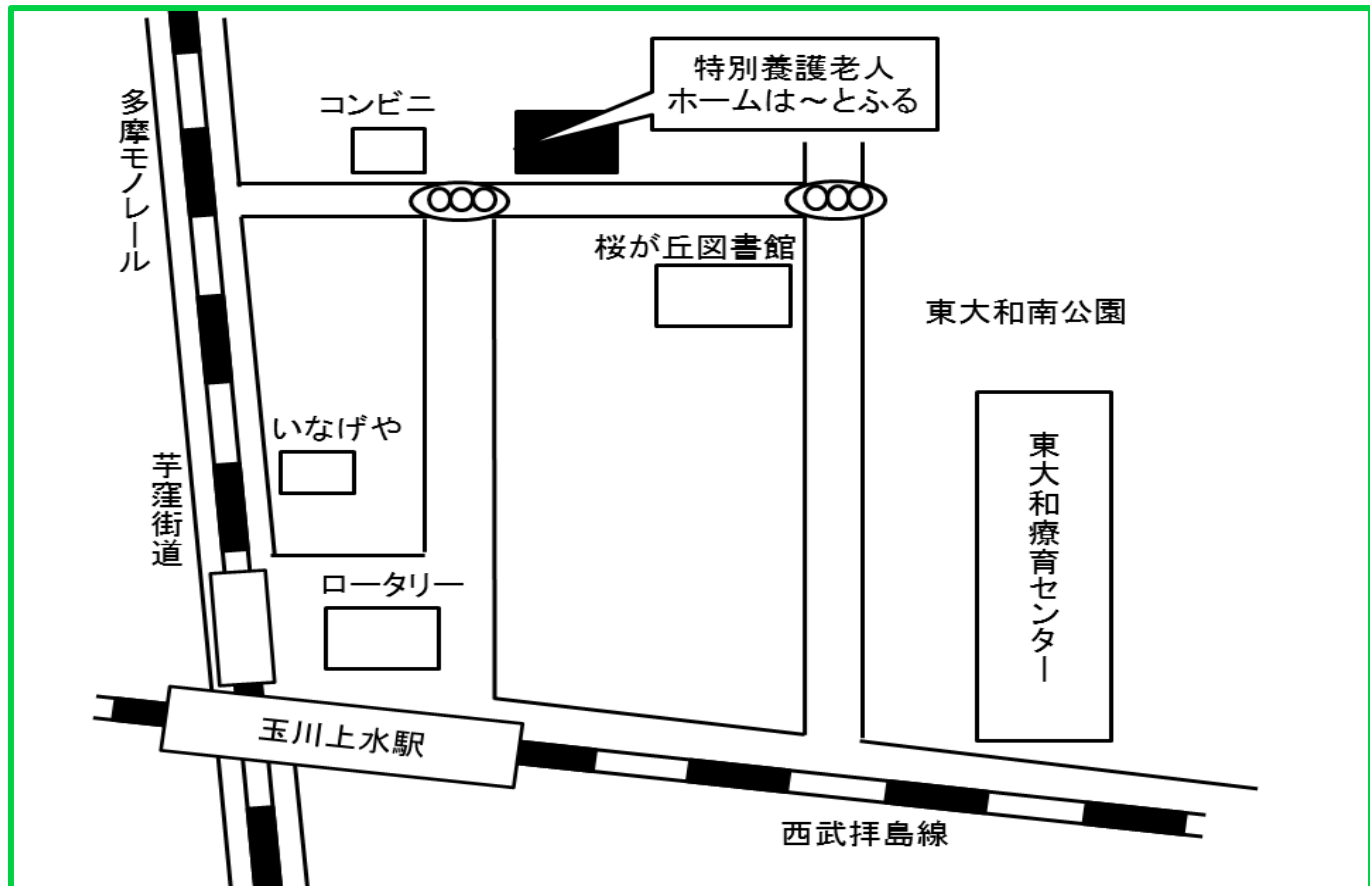 特別養護老人
ホームは～とふる
コンビニ
多摩モノレール
桜が丘図書館
東大和南公園
いなげや
芋窪街道
東大和療育センター
ロータリー
玉川上水駅
西武拝島線